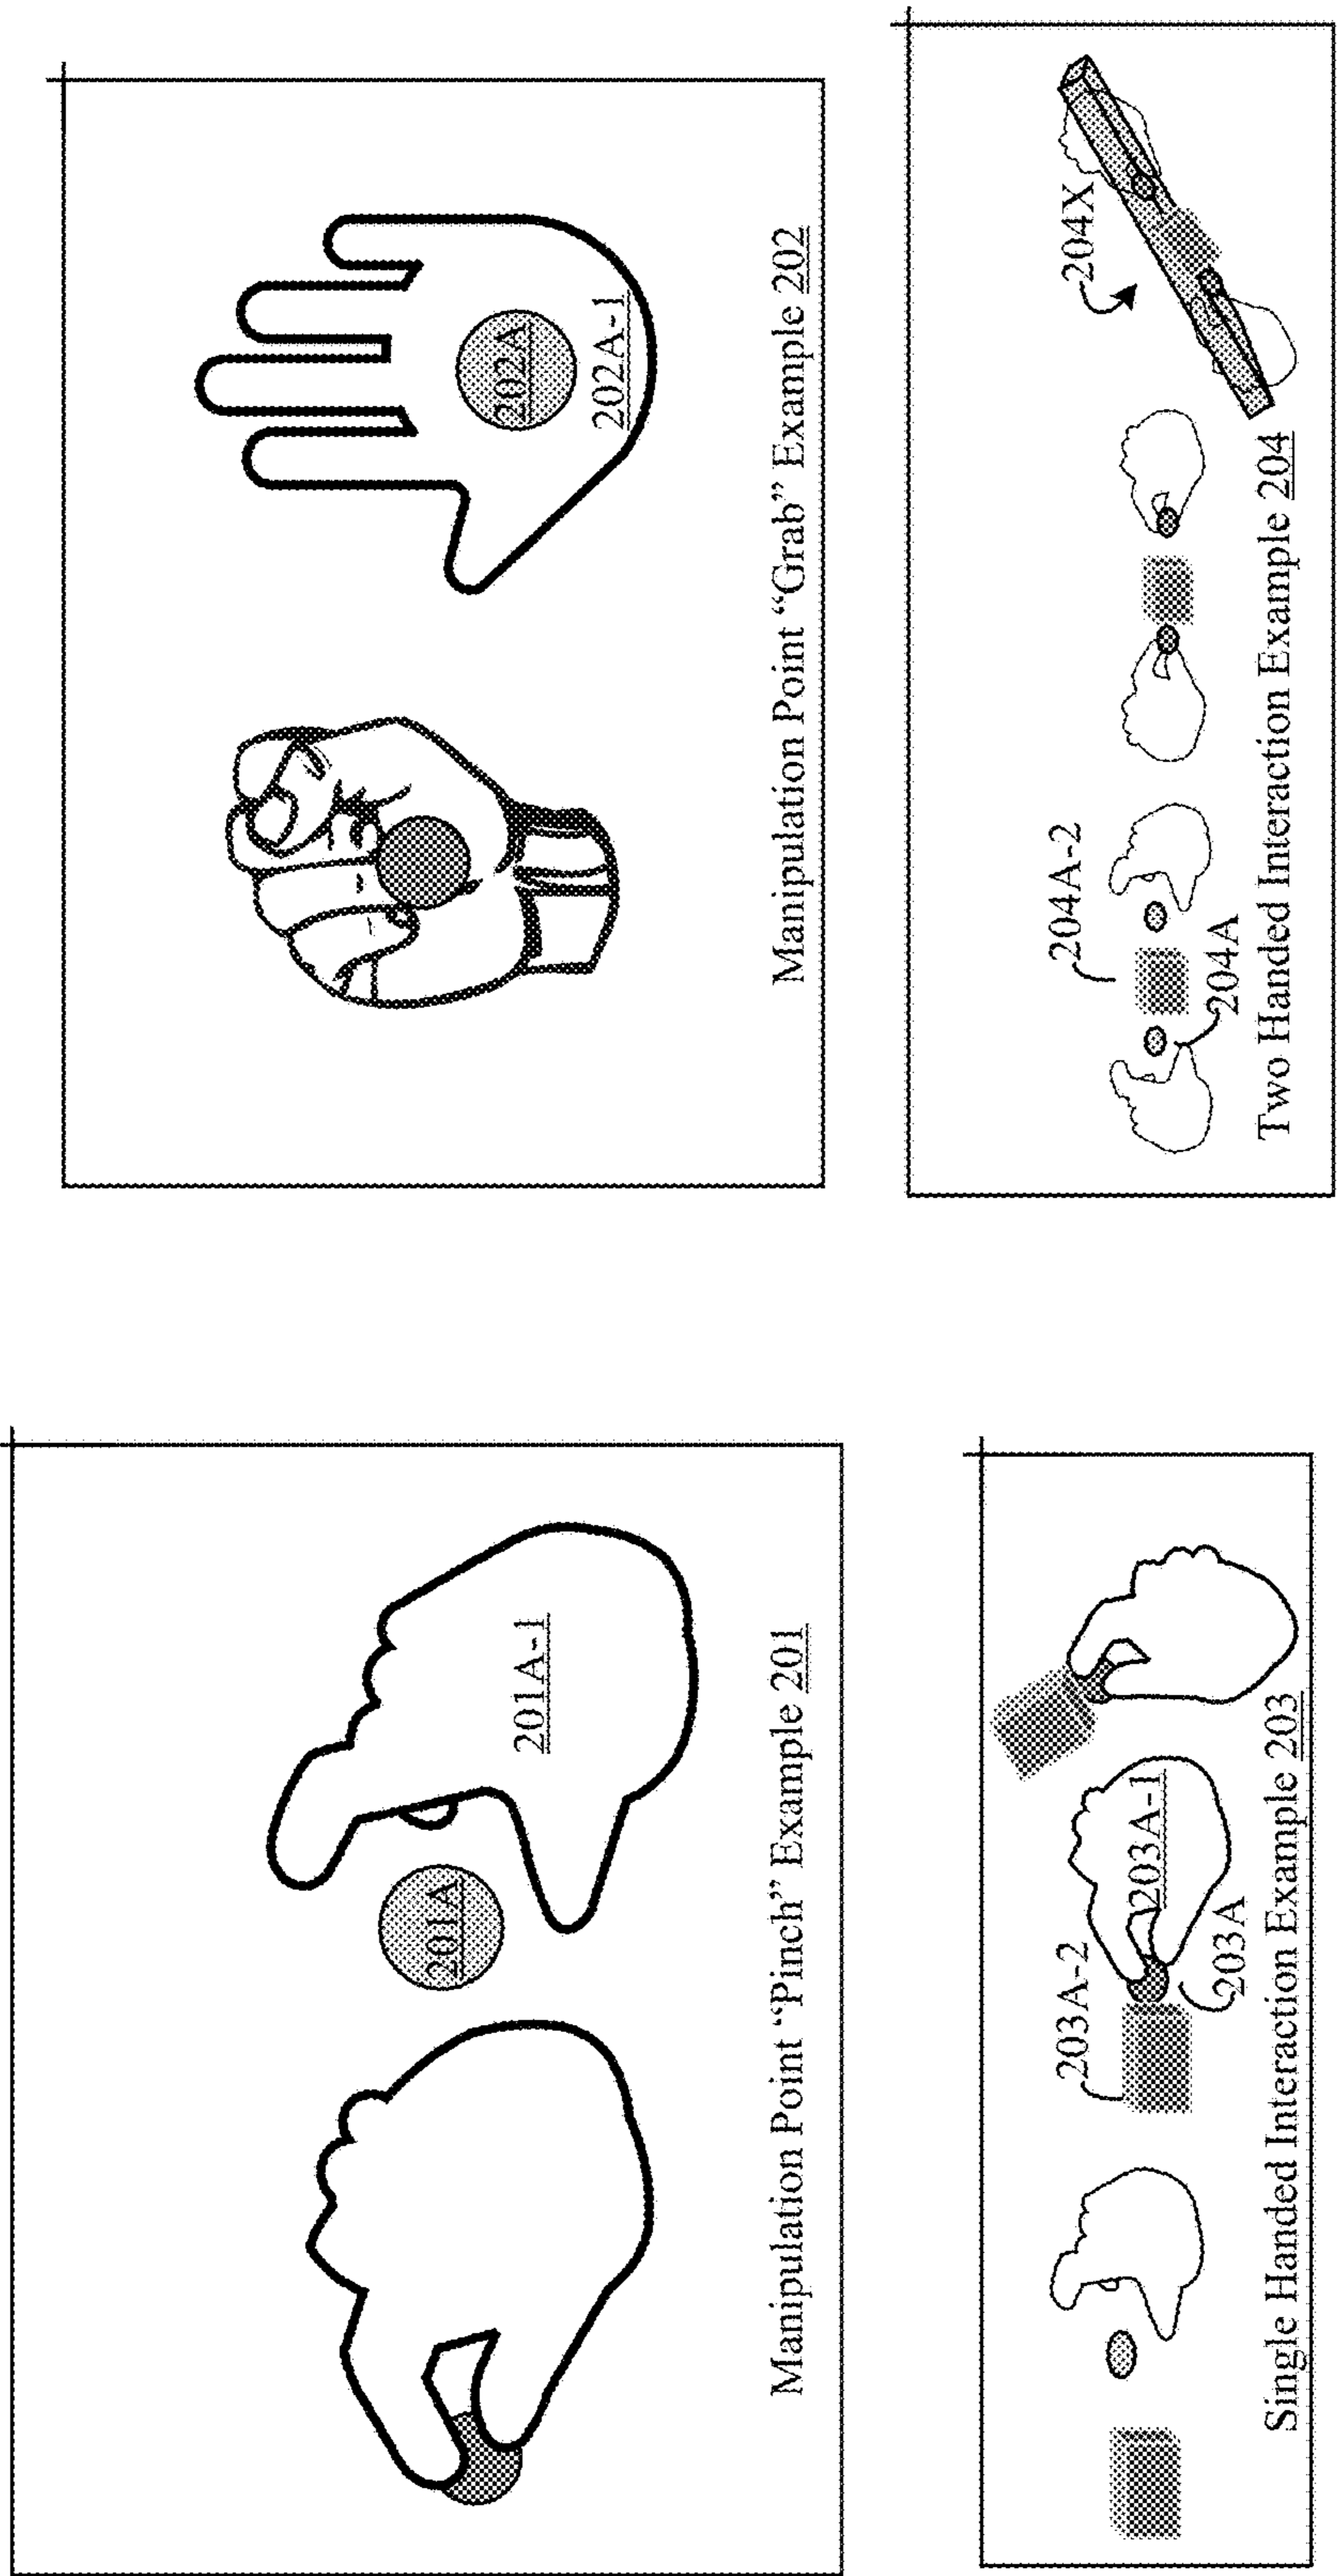 201A
201A-1
Manipulation Point “Pinch” Example 201
202A
202A-1
Manipulation Point “Grab” Example 202
203A-2
203A-1
203A
Single Handed Interaction Example 203
204A-2
204X
204A
Two Handed Interaction Example 204